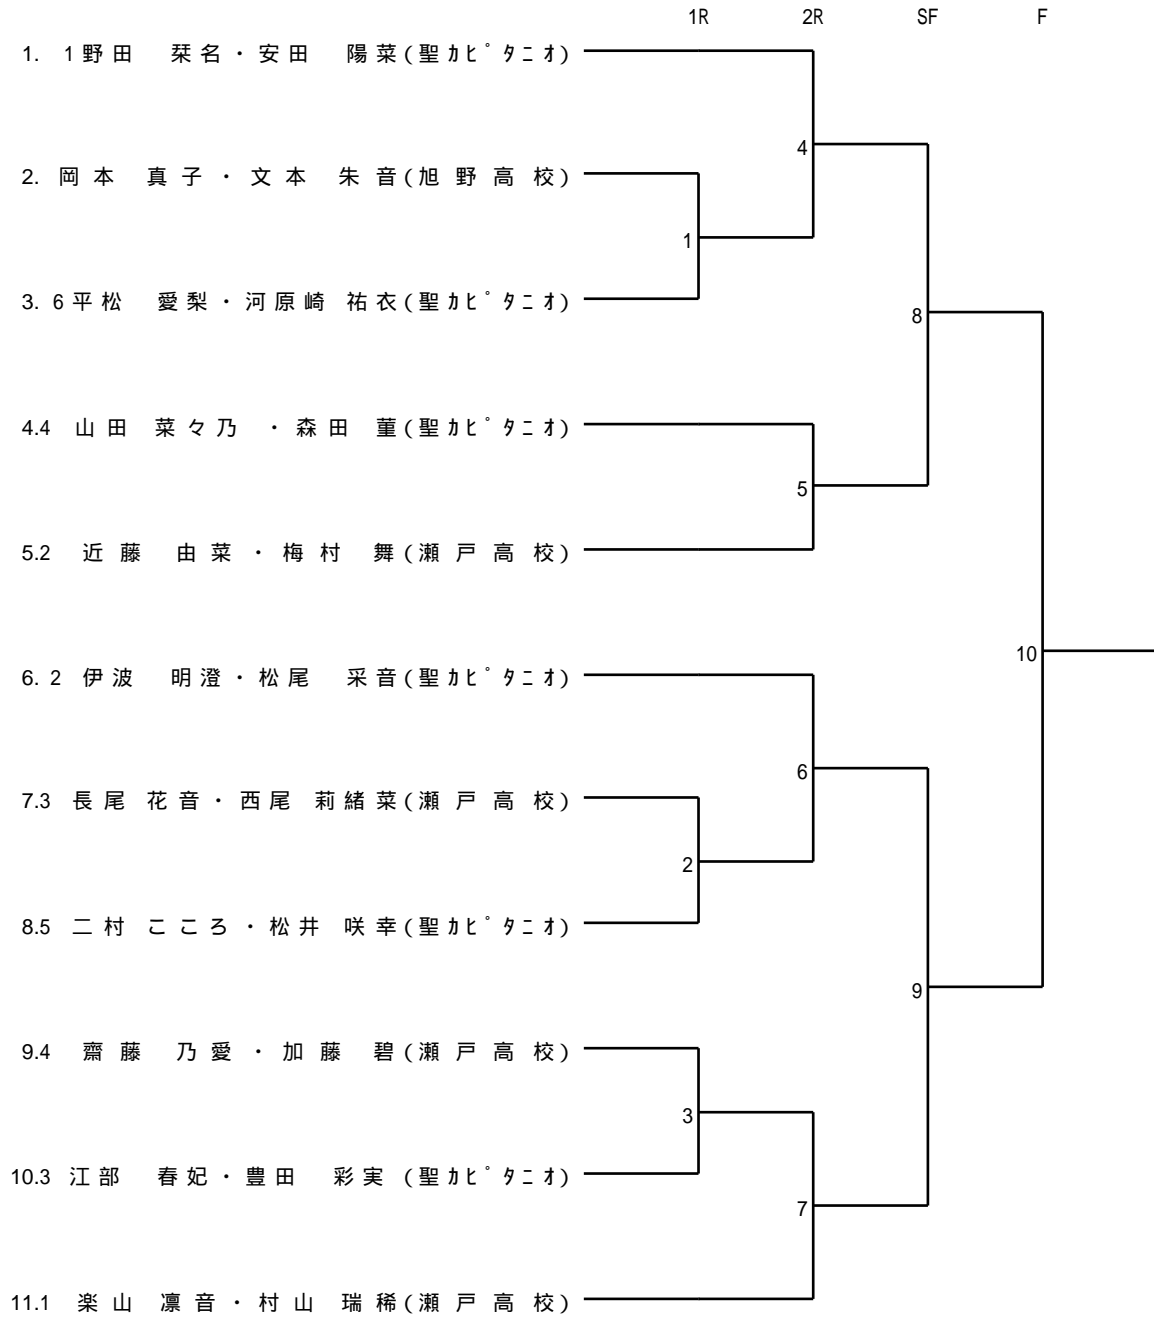 1R 2R SF F
1. 1野田 栞名・安田 陽菜(聖ｶﾋﾟﾀﾆｵ)
4
2. 岡本 真子・文本 朱音(旭野高校)
1
3. 6平松 愛梨・河原崎 祐衣(聖ｶﾋﾟﾀﾆｵ)
8
4.4 山田 菜々乃 ・森田 菫(聖ｶﾋﾟﾀﾆｵ)
5
5.2 近藤 由菜・梅村 舞(瀬戸高校)
10
6. 2 伊波 明澄・松尾 采音(聖ｶﾋﾟﾀﾆｵ)
6
7.3 長尾 花音・西尾 莉緒菜(瀬戸高校)
2
8.5 二村 こころ・松井 咲幸(聖ｶﾋﾟﾀﾆｵ)
9
9.4 齋藤 乃愛・加藤 碧(瀬戸高校)
3
10.3 江部 春妃・豊田 彩実 (聖ｶﾋﾟﾀﾆｵ)
7
11.1 楽山 凛音・村山 瑞稀(瀬戸高校)